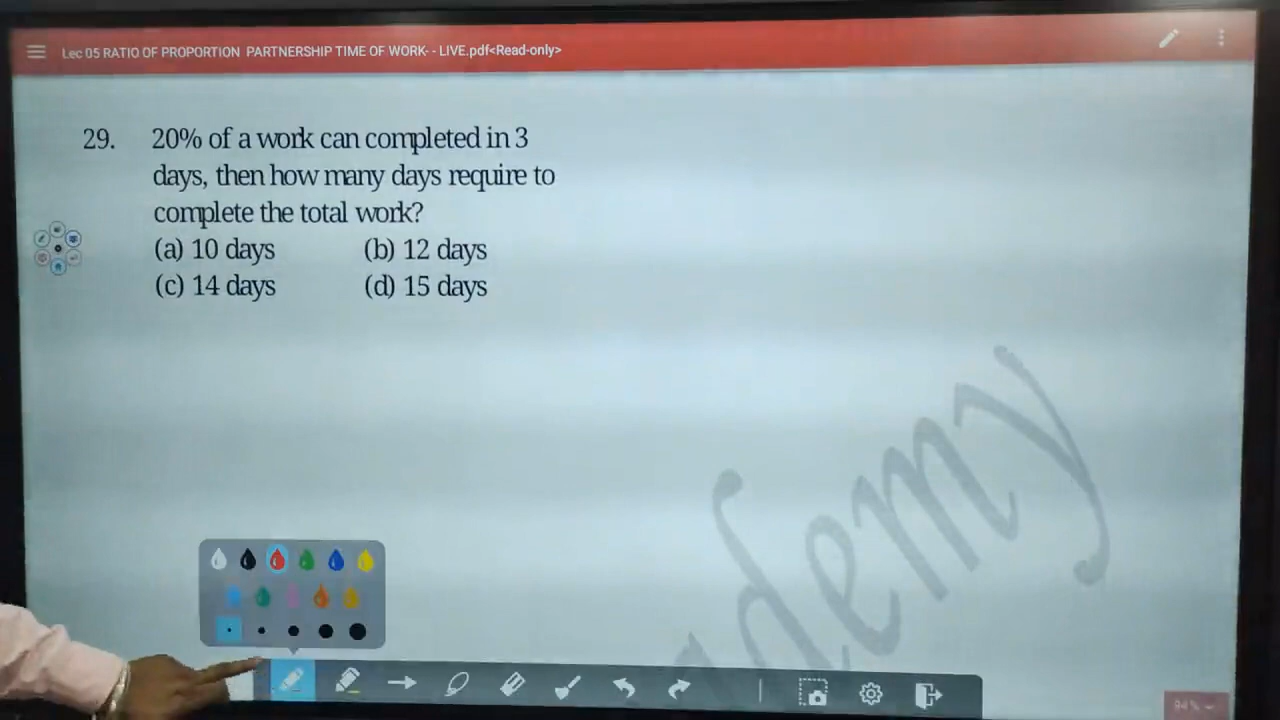 Lec 05 RATIO OF PROPORTION PARTNERSHIP TIME OF WORK- - LIVE.pdf<Read-only>
29. 20% of a work can completed in 3
days, then how many days require to
complete the total work?
(a) 10 days (b) 12 days
(c) 14 days (d) 15 days
demy
94%